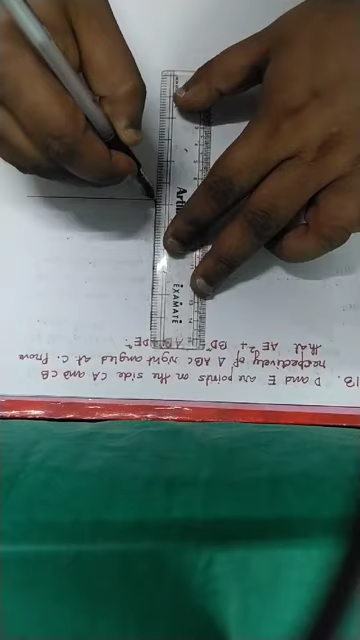 13. D and E are points on the side CA and CB
respectively of Δ ABC right angled at C. Prove
that AE² + BD² = AB² + DE²
EXAMATE